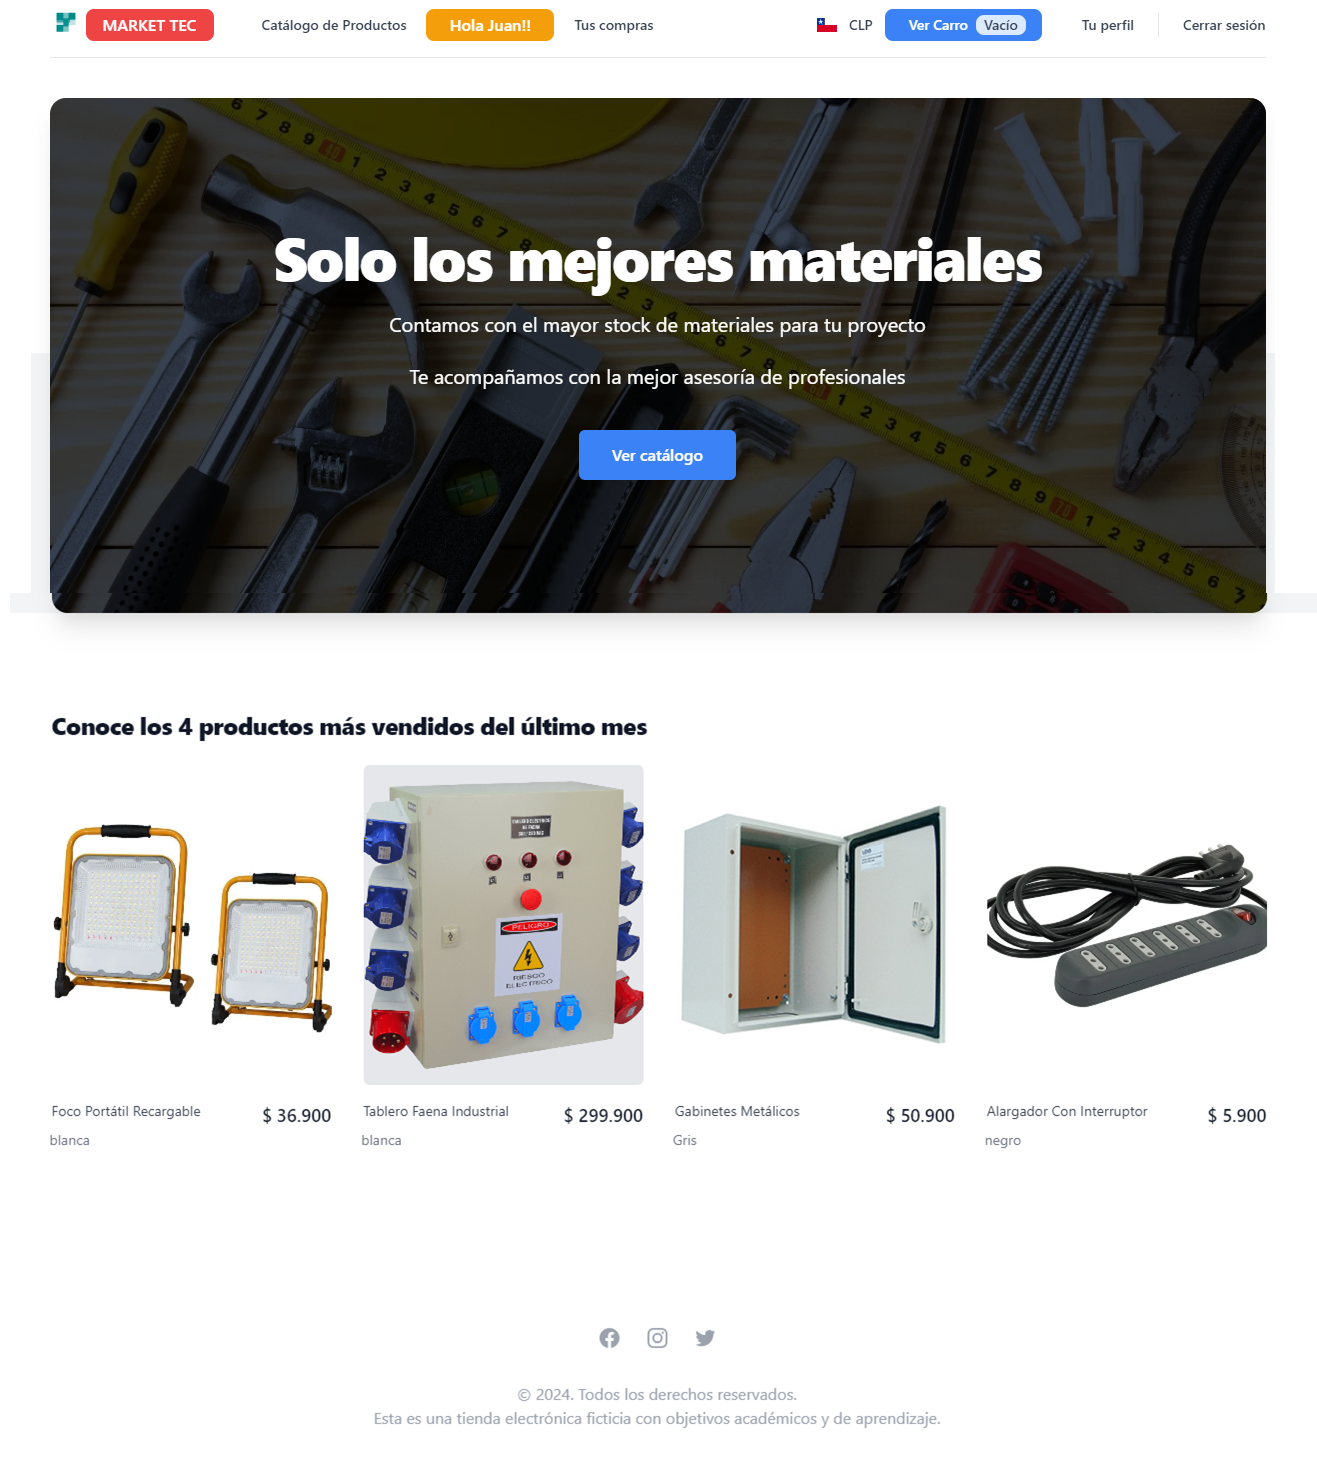 MARKET TEC
Catálogo de Productos
Hola Juan!!
Tus compras
CLP
Ver Carro Vacío
Tu perfil
Cerrar sesión
Solo los mejores materiales
Contamos con el mayor stock de materiales para tu proyecto
Te acompañamos con la mejor asesoría de profesionales
Ver catálogo
Conoce los 4 productos más vendidos del último mes
PELIGRO
RIESGO
ELECTRICO
Foco Portátil Recargable
$ 36.900
blanca
Tablero Faena Industrial
$ 299.900
blanca
Gabinetes Metálicos
$ 50.900
Gris
Alargador Con Interruptor
$ 5.900
negro
© 2024. Todos los derechos reservados.
Esta es una tienda electrónica ficticia con objetivos académicos y de aprendizaje.